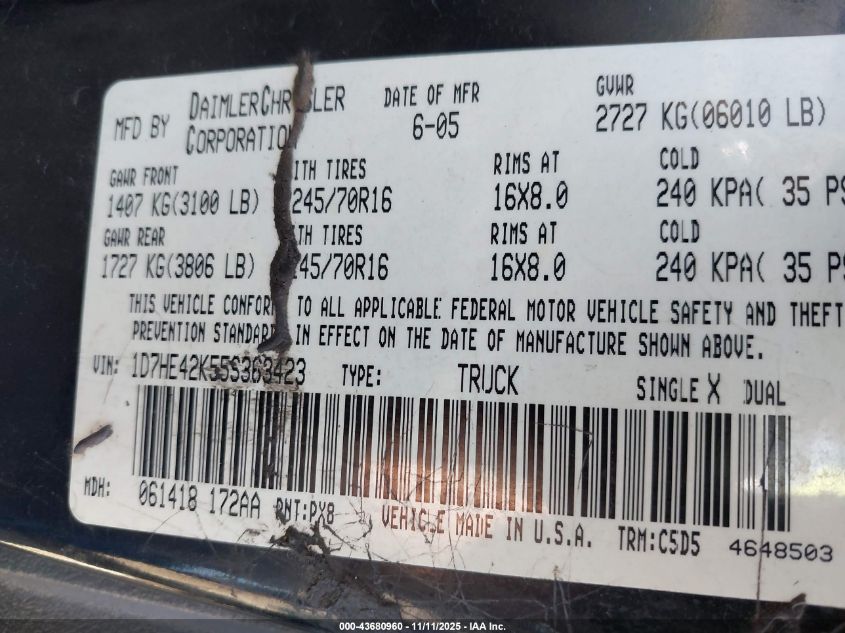 MFD BY DAIMLERCHRYSLER CORPORATION DATE OF MFR 6-05 GVWR 2727 KG(06010 LB)
GAWR FRONT TH TIRES RIMS AT COLD
1407 KG(3100 LB) 245/70R16 16X8.0 240 KPA( 35 PS
GAWR REAR TH TIRES RIMS AT COLD
1727 KG(3806 LB) 45/70R16 16X8.0 240 KPA( 35 PS
THIS VEHICLE CONFOR TO ALL APPLICABLE FEDERAL MOTOR VEHICLE SAFETY AND THEFT
PREVENTION STANDARD IN EFFECT ON THE DATE OF MANUFACTURE SHOWN ABOVE.
VIN: 1D7HE42K55S363423 TYPE: TRUCK SINGLE X DUAL
MDH: 061418 172AA PNT:PX8 VEHICLE MADE IN U.S.A. TRM:C5D5 4648503
000-43680960 • 11/11/2025 • IAA Inc.